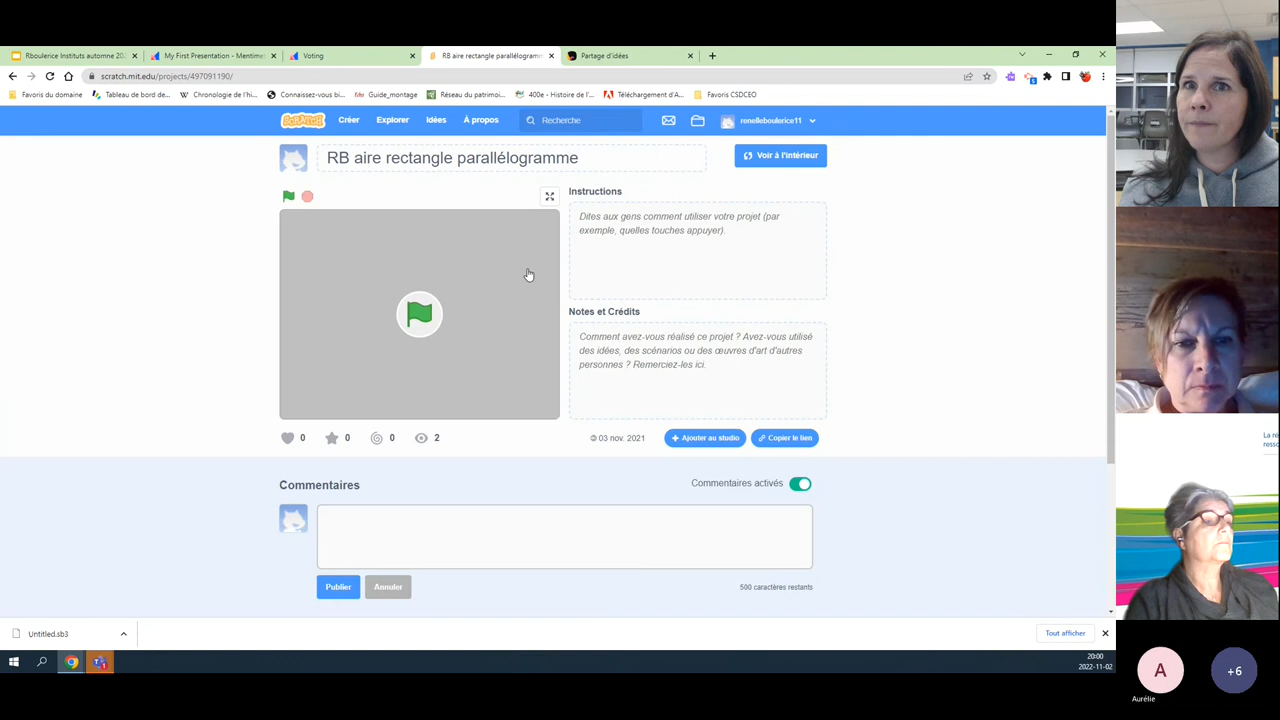 Rboulerice Instituts automne 202
My First Presentation - Mentime
Voting
RB aire rectangle parallélogramm
Partage d'idées
scratch.mit.edu/projects/497091190/
Favoris du domaine
Tableau de bord de...
Chronologie de l'hi...
Connaissez-vous bi...
Guide_montage
Réseau du patrimoi...
400e - Histoire de l'...
Téléchargement d'A...
Favoris CSDCEO
SCRATCH
Créer
Explorer
Idées
À propos
Recherche
renelleboulerice11
RB aire rectangle parallélogramme
Voir à l'intérieur
Instructions
Dites aux gens comment utiliser votre projet (par
exemple, quelles touches appuyer).
Notes et Crédits
Comment avez-vous réalisé ce projet ? Avez-vous utilisé
des idées, des scénarios ou des œuvres d'art d'autres
personnes ? Remerciez-les ici.
0
0
0
2
03 nov. 2021
Ajouter au studio
Copier le lien
Commentaires
Commentaires activés
Publier
Annuler
500 caractères restants
Untitled.sb3
Tout afficher
20:00
2022-11-02
La ré
resso
A
+6
Aurélie